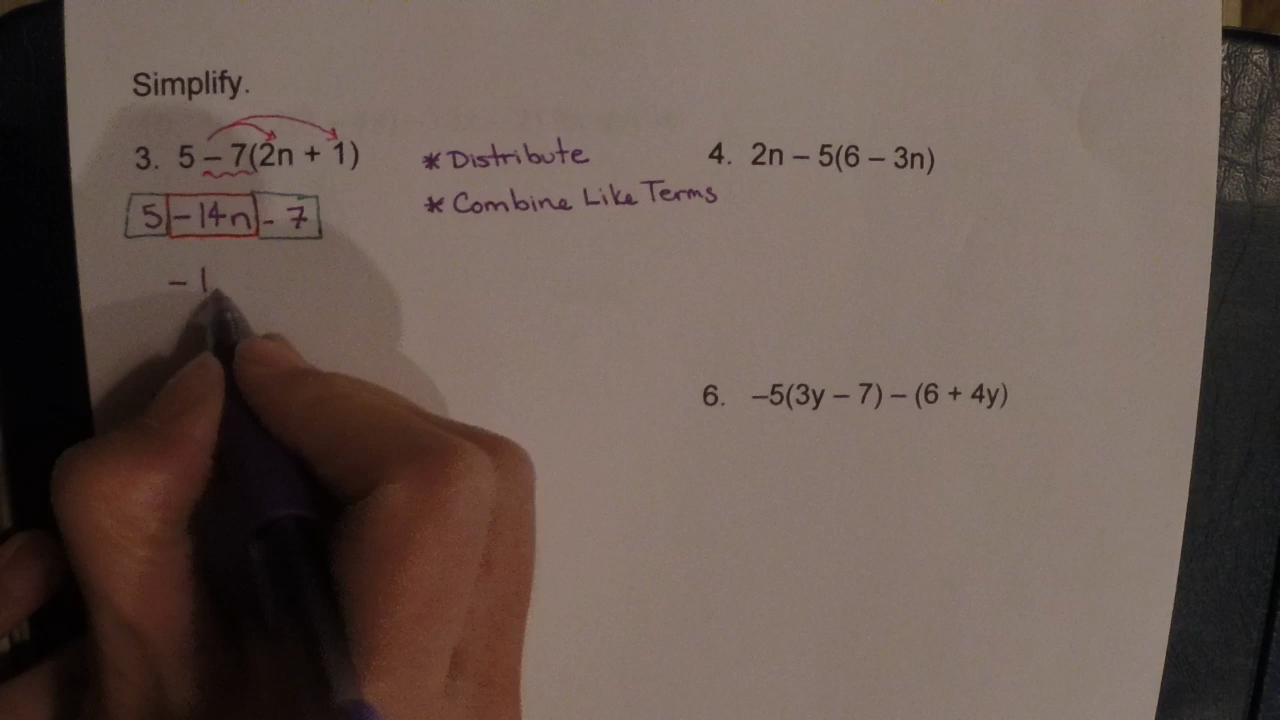 Simplify.
3. 5 – 7(2n + 1)
* Distribute
4. 2n – 5(6 – 3n)
* Combine Like Terms
5 – 14n - 7
– 1
6. –5(3y – 7) – (6 + 4y)